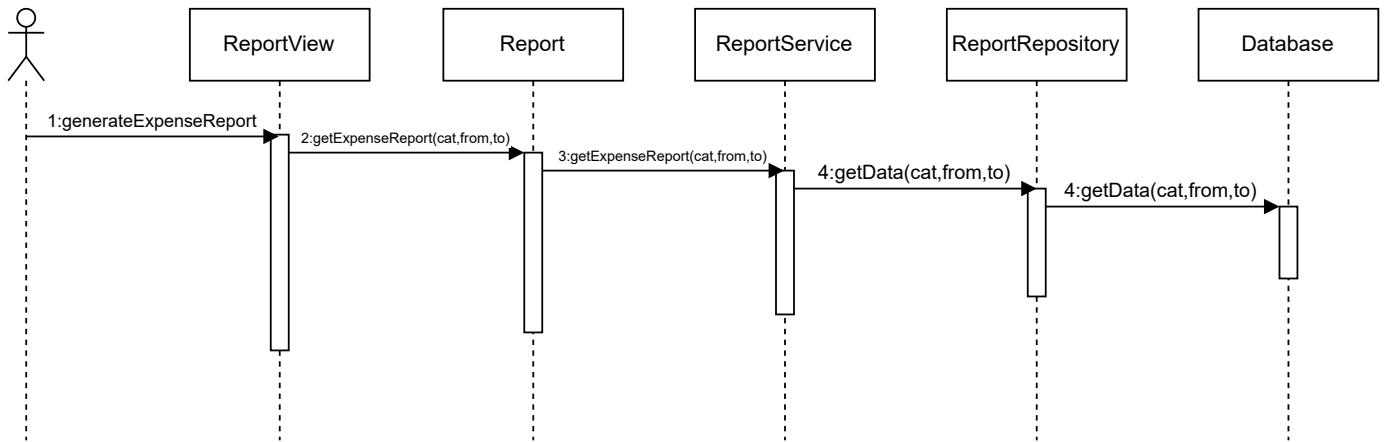 ReportView
Report
ReportService
ReportRepository
Database
1:generateExpenseReport
2:getExpenseReport(cat,from,to)
3:getExpenseReport(cat,from,to)
4:getData(cat,from,to)
4:getData(cat,from,to)